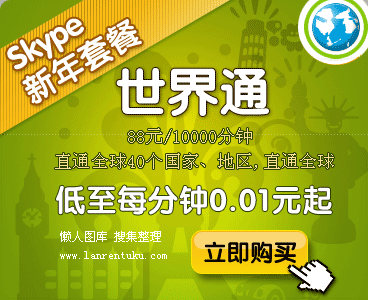 Skype
新年套餐
世界通
88元/10000分钟
直通全球40个国家、地区,直通全球
低至每分钟0.01元起
懒人图库 搜集整理
www.lanrentuku.com
立即购买